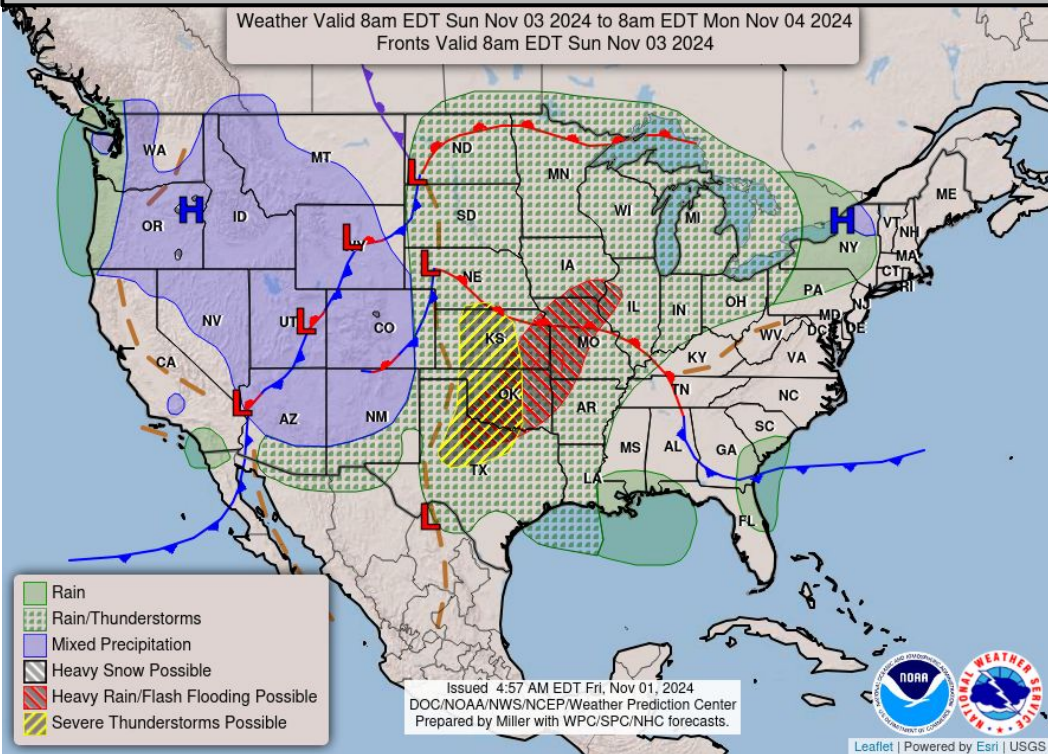 Weather Valid 8am EDT Sun Nov 03 2024 to 8am EDT Mon Nov 04 2024
Fronts Valid 8am EDT Sun Nov 03 2024
WA
MT
ND
MN
ME
OR
H
ID
L
SD
WI
MI
H
VT
NH
NY
MA
CT
RI
L
WY
L
NE
IA
PA
NJ
NV
UT
L
CO
KS
MO
IL
IN
OH
MD
DC
DE
WV
VA
KY
CA
L
AZ
NM
OK
AR
TN
NC
SC
MS
AL
GA
TX
LA
L
FL
Rain
Rain/Thunderstorms
Mixed Precipitation
Heavy Snow Possible
Heavy Rain/Flash Flooding Possible
Severe Thunderstorms Possible
Issued 4:57 AM EDT Fri, Nov 01, 2024
DOC/NOAA/NWS/NCEP/Weather Prediction Center
Prepared by Miller with WPC/SPC/NHC forecasts.
NOAA
NATIONAL WEATHER SERVICE
Leaflet | Powered by Esri | USGS